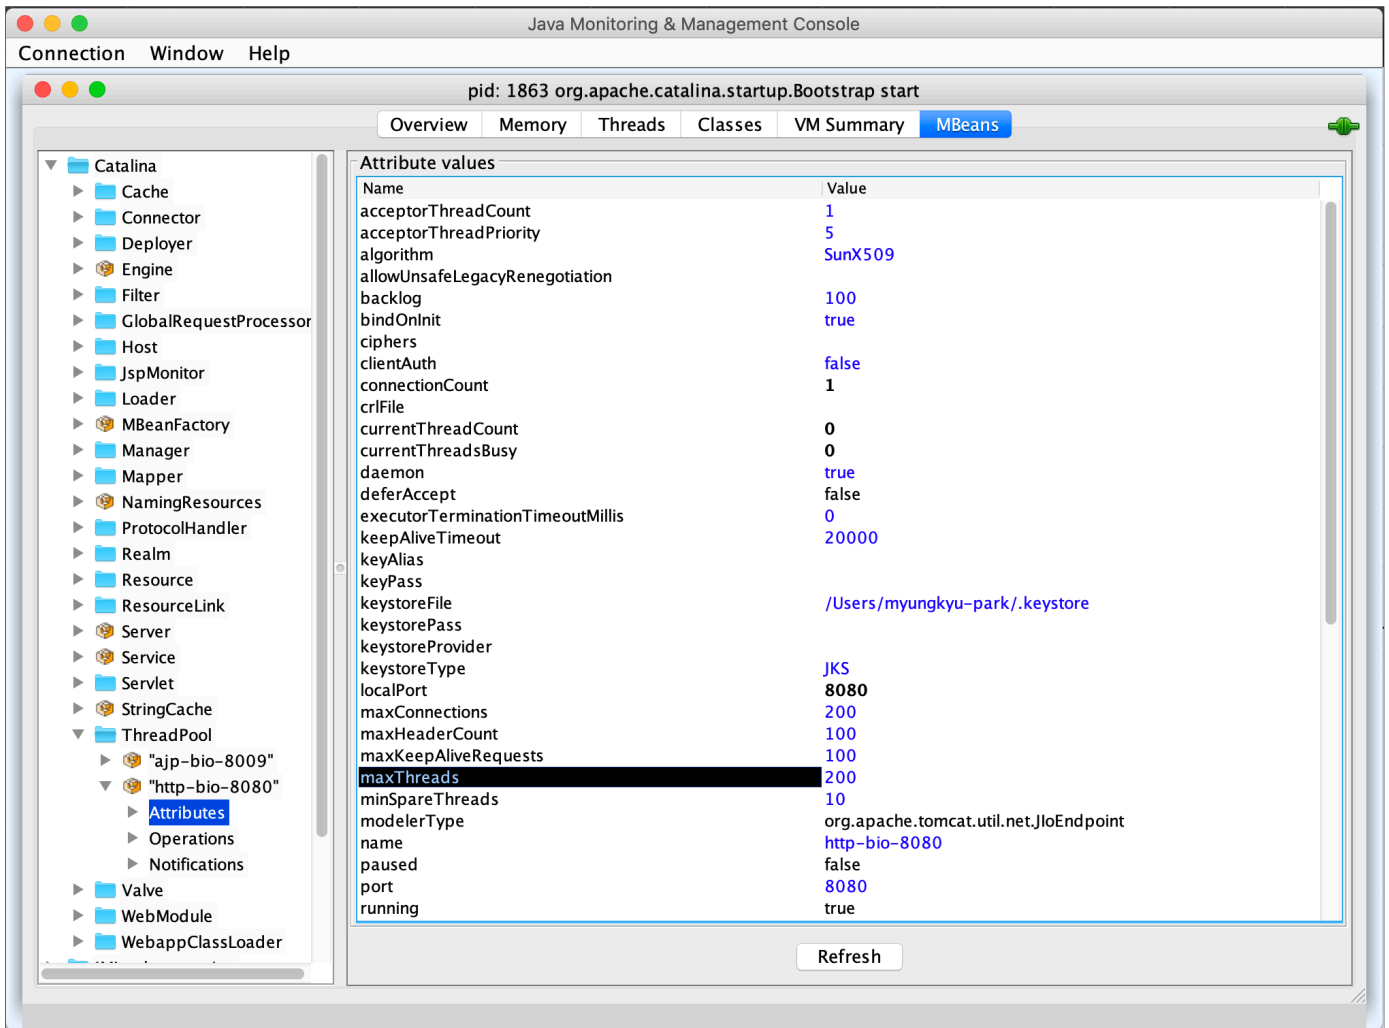 Java Monitoring & Management Console
Connection Window Help
pid: 1863 org.apache.catalina.startup.Bootstrap start
Overview Memory Threads Classes VM Summary MBeans
Catalina
Cache
Connector
Deployer
Engine
Filter
GlobalRequestProcessor
Host
JspMonitor
Loader
MBeanFactory
Manager
Mapper
NamingResources
ProtocolHandler
Realm
Resource
ResourceLink
Server
Service
Servlet
StringCache
ThreadPool
"ajp-bio-8009"
"http-bio-8080"
Attributes
Operations
Notifications
Valve
WebModule
WebappClassLoader
Attribute values
Name Value
acceptorThreadCount 1
acceptorThreadPriority 5
algorithm SunX509
allowUnsafeLegacyRenegotiation
backlog 100
bindOnInit true
ciphers
clientAuth false
connectionCount 1
crlFile
currentThreadCount 0
currentThreadsBusy 0
daemon true
deferAccept false
executorTerminationTimeoutMillis 0
keepAliveTimeout 20000
keyAlias
keyPass
keystoreFile /Users/myungkyu-park/.keystore
keystorePass
keystoreProvider
keystoreType JKS
localPort 8080
maxConnections 200
maxHeaderCount 100
maxKeepAliveRequests 100
maxThreads 200
minSpareThreads 10
modelerType org.apache.tomcat.util.net.JIoEndpoint
name http-bio-8080
paused false
port 8080
running true
Refresh